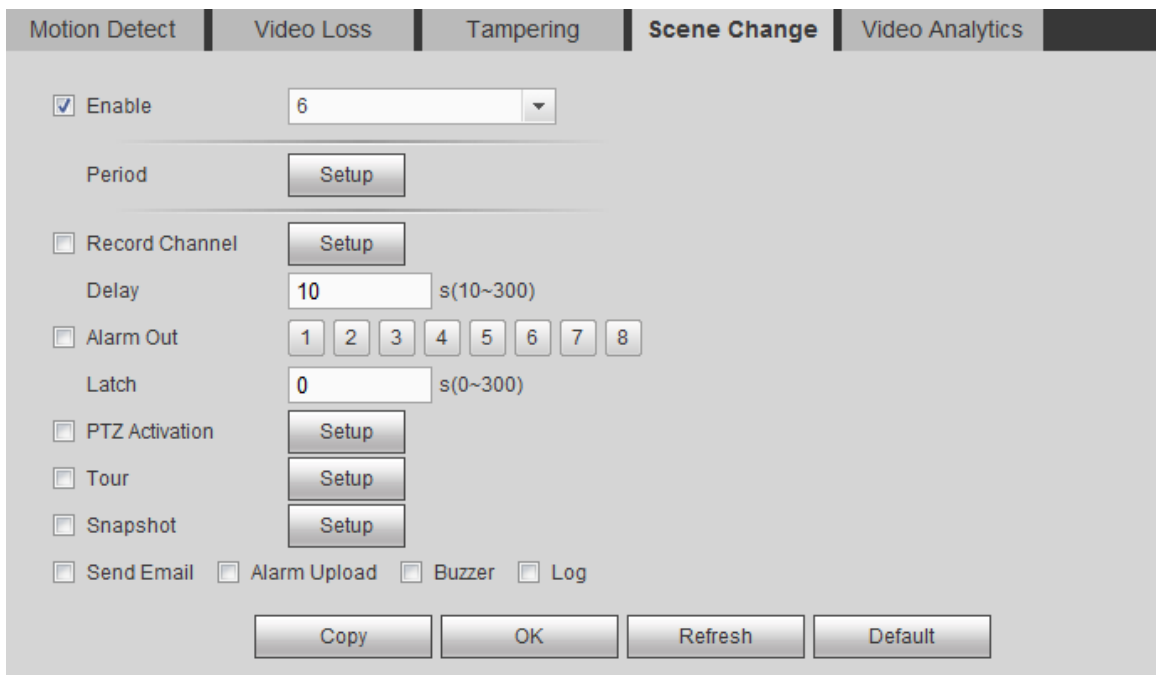 Motion Detect Video Loss Tampering Scene Change Video Analytics
Enable 6
Period Setup
Record Channel Setup
Delay 10 s(10~300)
Alarm Out 1 2 3 4 5 6 7 8
Latch 0 s(0~300)
PTZ Activation Setup
Tour Setup
Snapshot Setup
Send Email Alarm Upload Buzzer Log
Copy OK Refresh Default